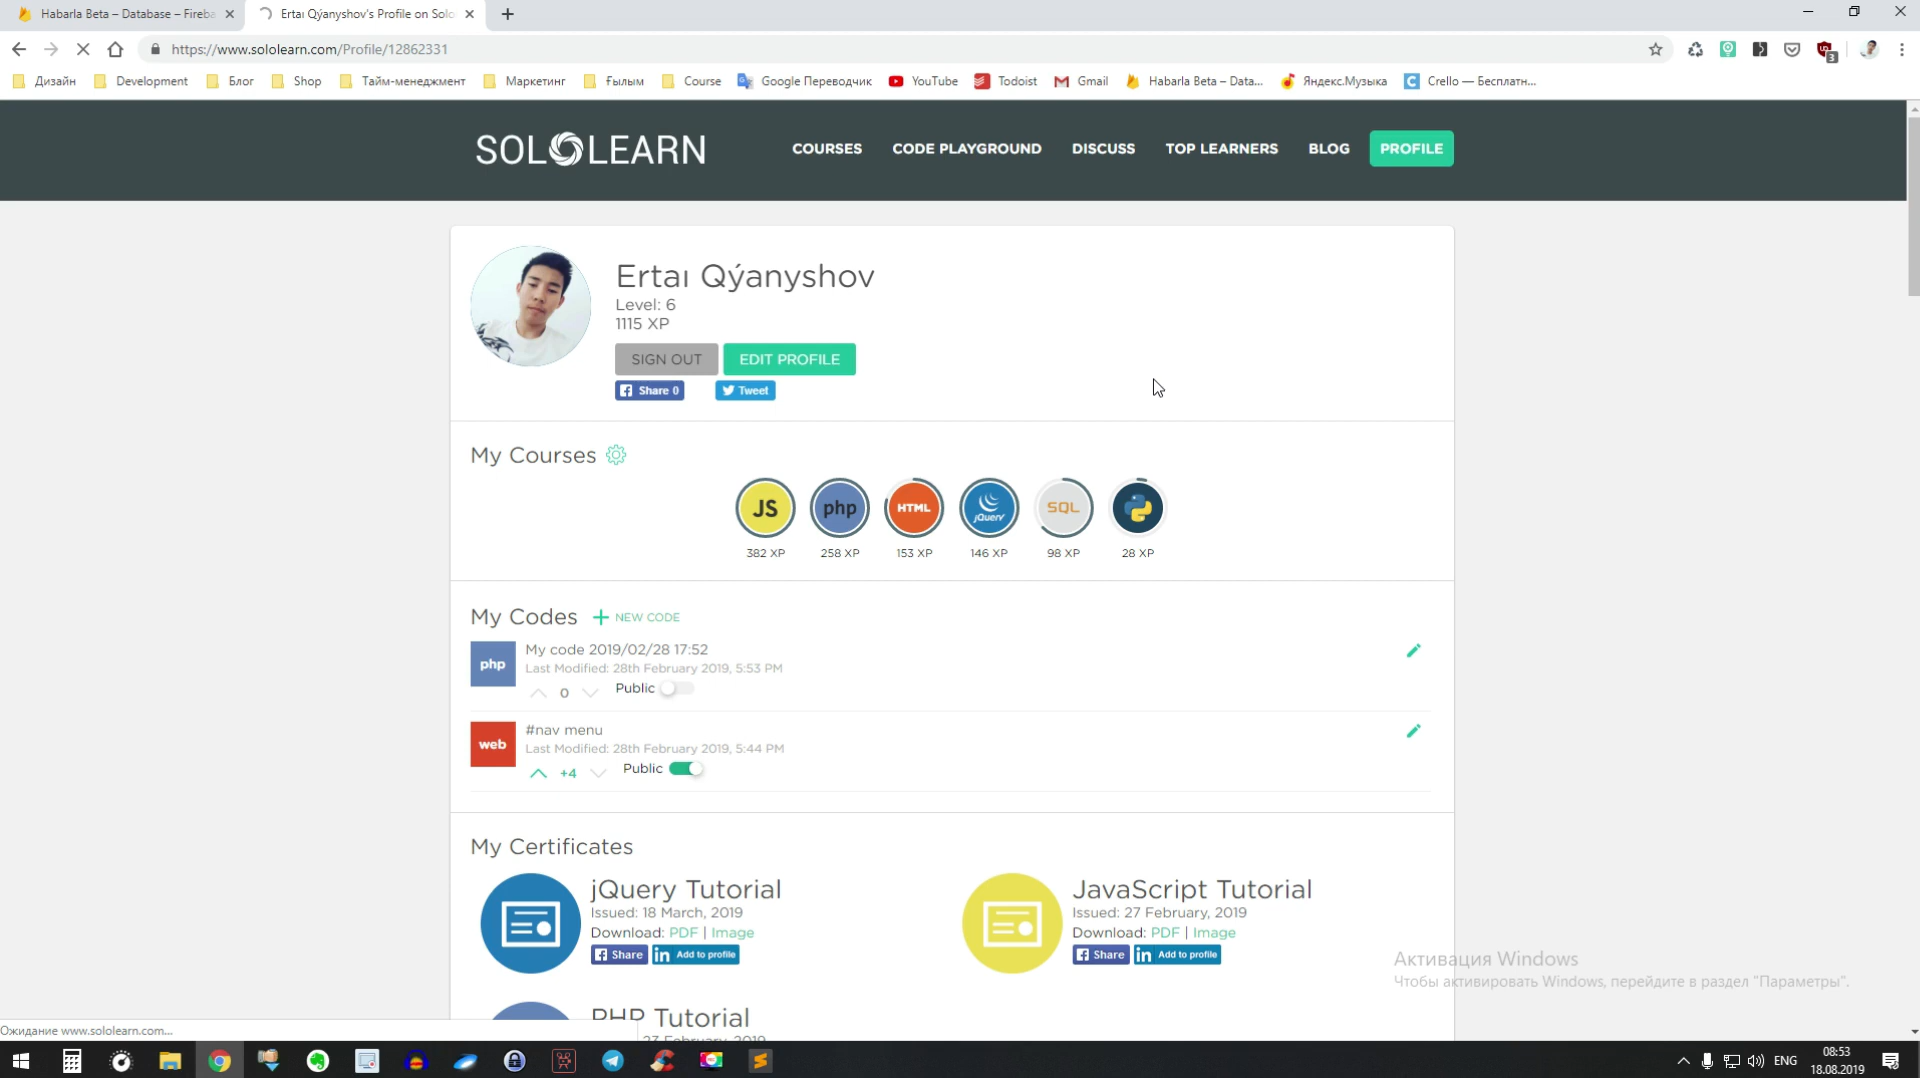 Habarla Beta – Database – Fireba
Ertaı Qýanyshov's Profile on Solo
https://www.sololearn.com/Profile/12862331
3
Дизайн
Development
Блог
Shop
Тайм-менеджмент
Маркетинг
Ғылым
Course
Google Переводчик
YouTube
Todoist
Gmail
Habarla Beta – Data...
Яндекс.Музыка
Crello — Бесплатн...
SOLOLEARN
COURSES
CODE PLAYGROUND
DISCUSS
TOP LEARNERS
BLOG
PROFILE
Ertaı Qýanyshov
Level: 6
1115 XP
SIGN OUT
EDIT PROFILE
Share 0
Tweet
My Courses
JS
php
HTML
jQuery
SQL
382 XP
258 XP
153 XP
146 XP
98 XP
28 XP
My Codes
NEW CODE
php
My code 2019/02/28 17:52
Last Modified: 28th February 2019, 5:53 PM
0
Public
web
#nav menu
Last Modified: 28th February 2019, 5:44 PM
+4
Public
My Certificates
jQuery Tutorial
Issued: 18 March, 2019
Download: PDF | Image
Share
in Add to profile
JavaScript Tutorial
Issued: 27 February, 2019
Download: PDF | Image
Share
in Add to profile
PHP Tutorial
23 February, 2019
Активация Windows
Чтобы активировать Windows, перейдите в раздел "Параметры".
Ожидание www.sololearn.com...
ENG
08:53
18.08.2019